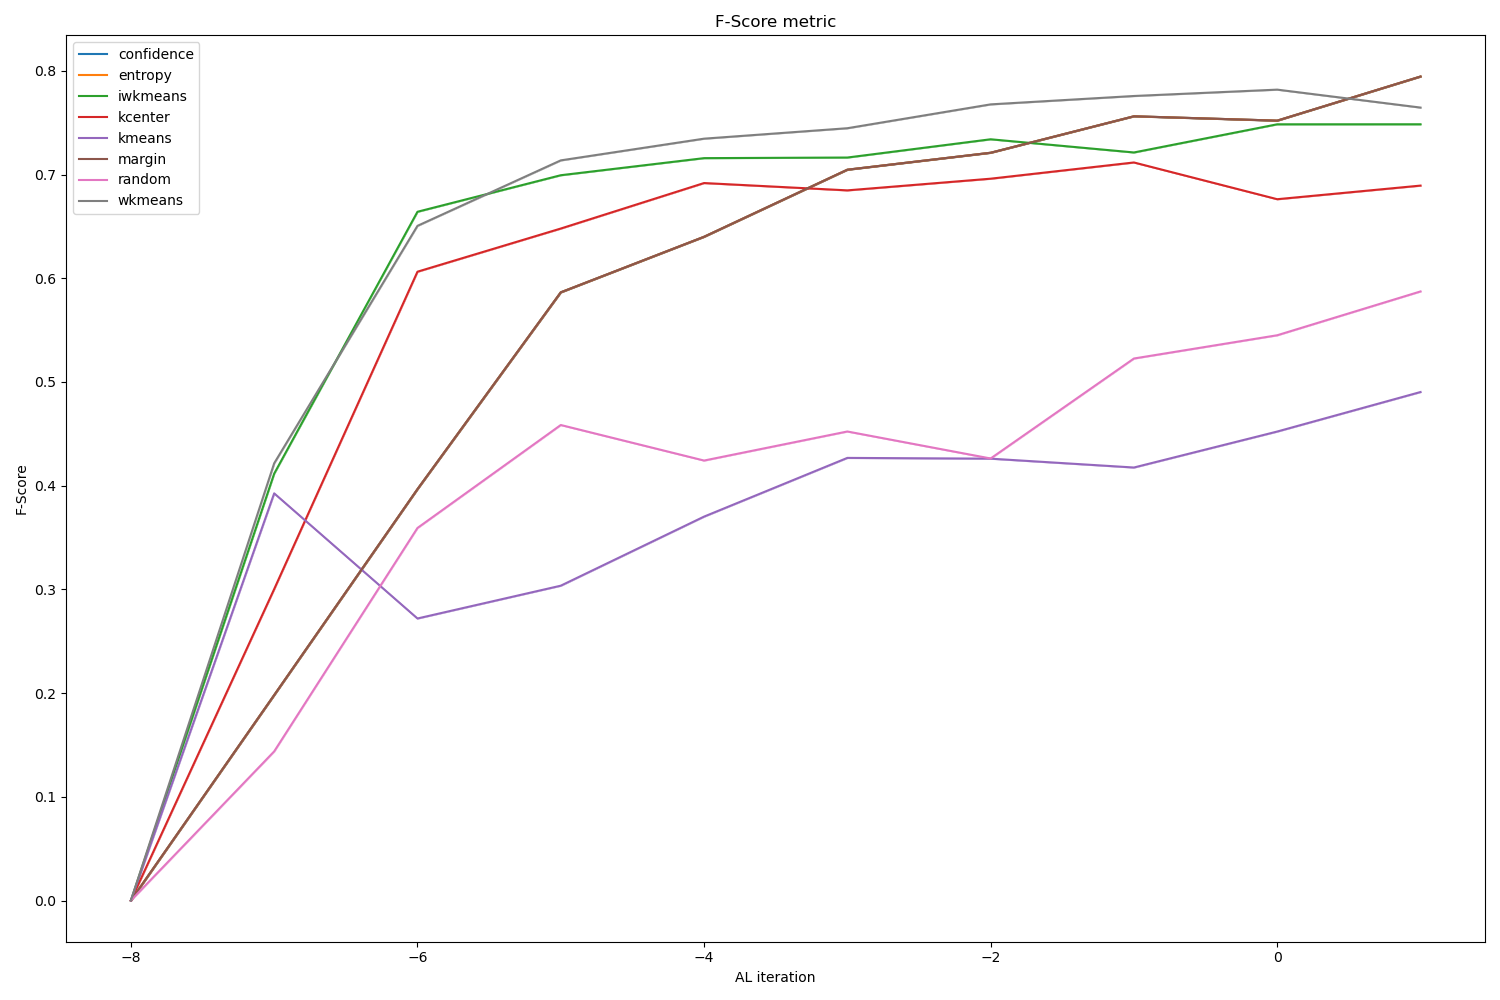 F-Score metric
confidence
entropy
iwkmeans
kcenter
kmeans
margin
random
wkmeans
0.8
0.7
0.6
0.5
0.4
0.3
0.2
0.1
0.0
F-Score
−8
−6
−4
−2
0
AL iteration